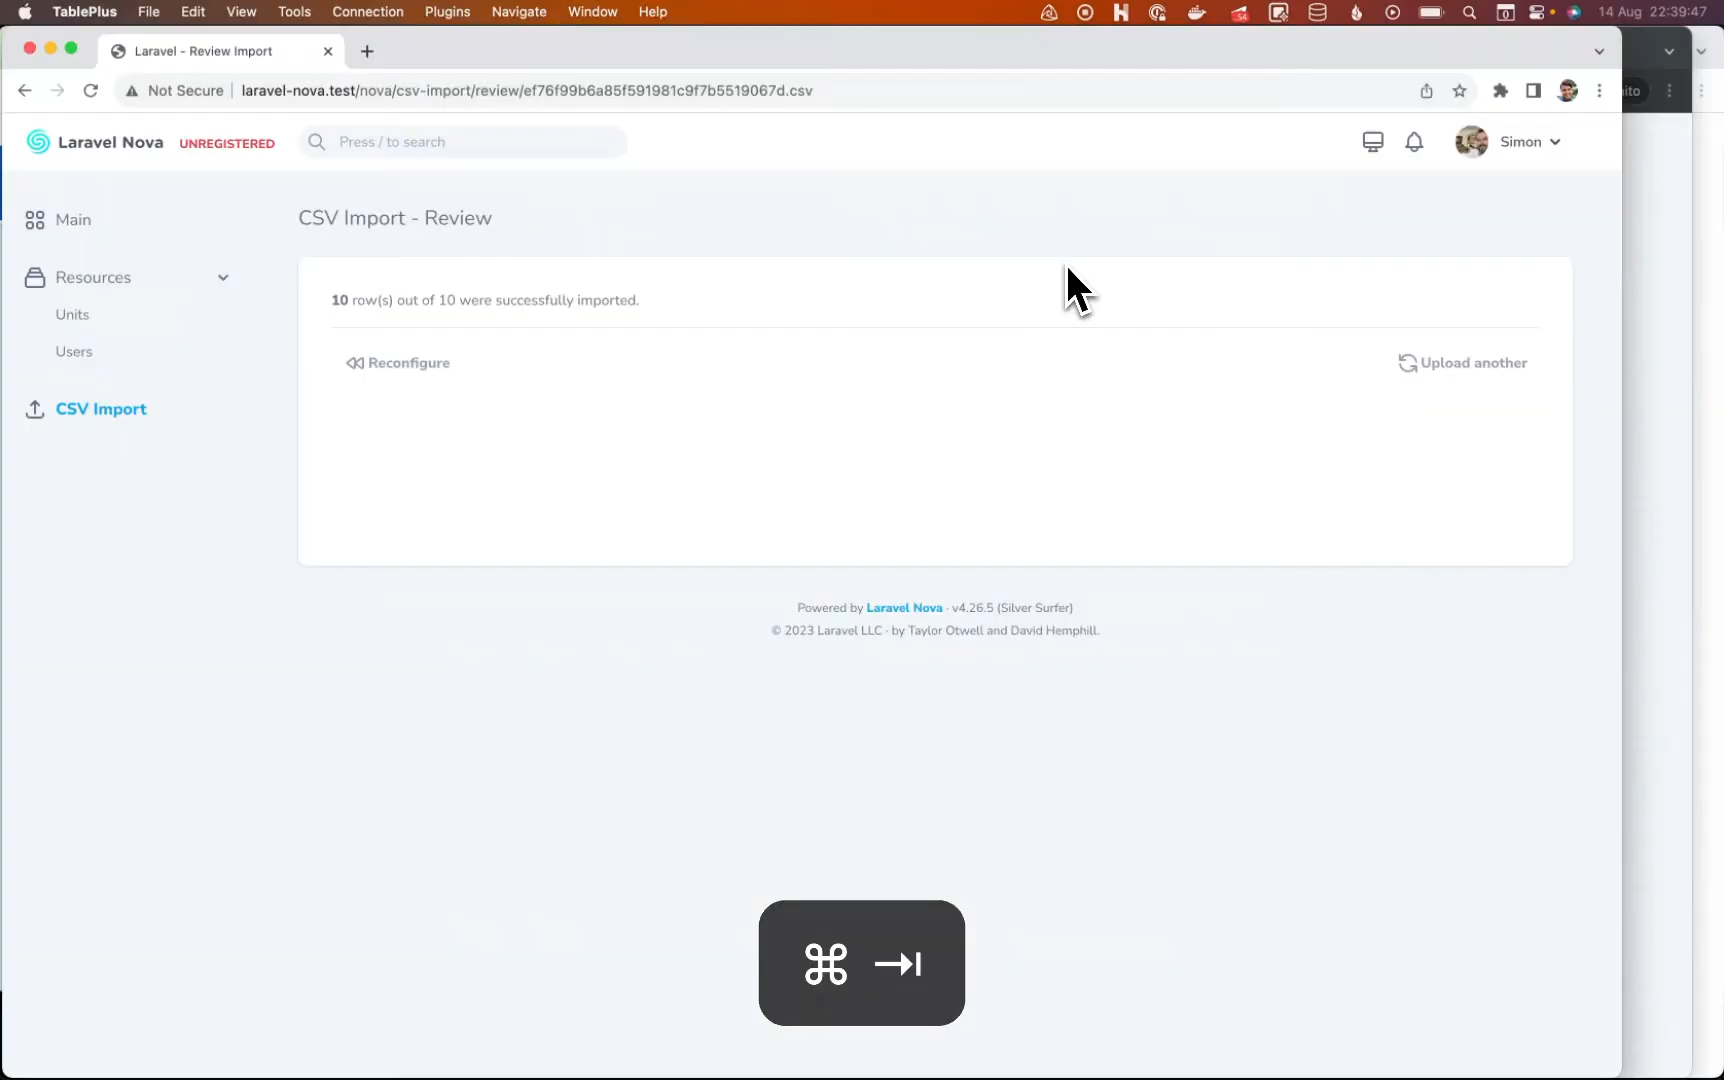 TablePlus File Edit View Tools Connection Plugins Navigate Window Help 54 0 14 Aug 22:39:47
Laravel - Review Import
Not Secure laravel-nova.test/nova/csv-import/review/ef76f99b6a85f591981c9f7b5519067d.csv
ito
Laravel Nova UNREGISTERED Press / to search Simon
Main
CSV Import - Review
Resources
10 row(s) out of 10 were successfully imported.
Units
Users
Reconfigure Upload another
CSV Import
Powered by Laravel Nova · v4.26.5 (Silver Surfer)
© 2023 Laravel LLC · by Taylor Otwell and David Hemphill.
⌘ ⇥